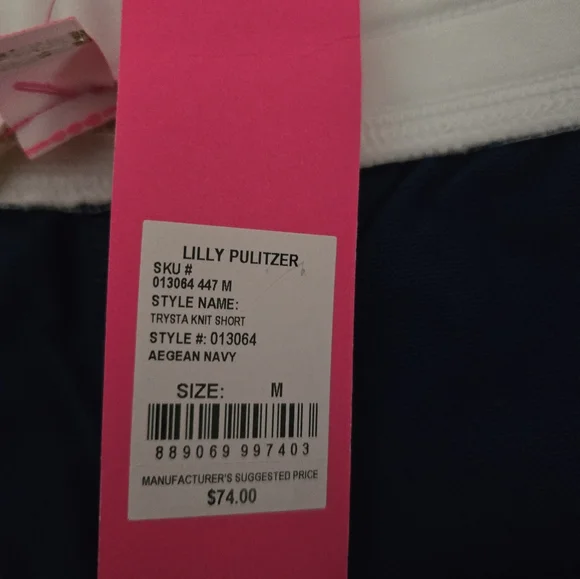 LILLY PULITZER
SKU #
013064 447 M
STYLE NAME:
TRYSTA KNIT SHORT
STYLE #: 013064
AEGEAN NAVY
SIZE: M
889069 997403
MANUFACTURER'S SUGGESTED PRICE
$74.00